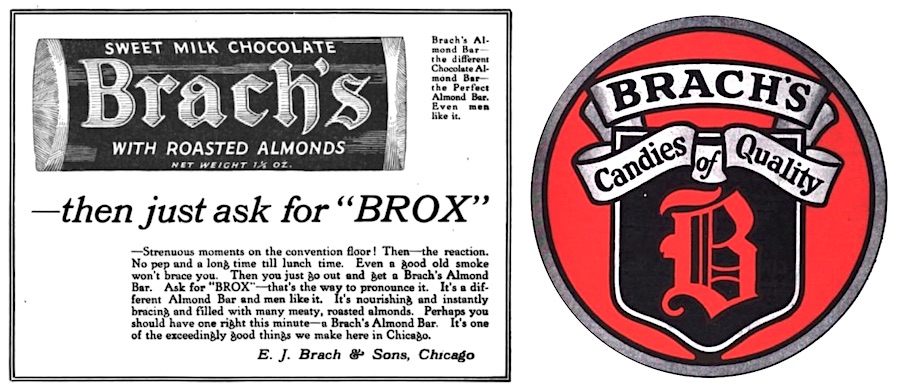 SWEET MILK CHOCOLATE
Brach's
WITH ROASTED ALMONDS
NET WEIGHT 1⅛ OZ.
Brach's Al-
mond Bar—
the different
Chocolate Al-
mond Bar—
the Perfect
Almond Bar.
Even men
like it.
—then just ask for "BROX"
—Strenuous moments on the convention floor! Then—the reaction.
No pep and a long time till lunch time. Even a good old smoke
won't brace you. Then you just go out and get a Brach's Almond
Bar. Ask for "BROX"—that's the way to pronounce it. It's a dif-
ferent Almond Bar and men like it. It's nourishing and instantly
bracing and filled with many meaty, roasted almonds. Perhaps you
should have one right this minute—a Brach's Almond Bar. It's one
of the exceedingly good things we make here in Chicago.
E. J. Brach & Sons, Chicago
BRACH'S
Candies of Quality
B